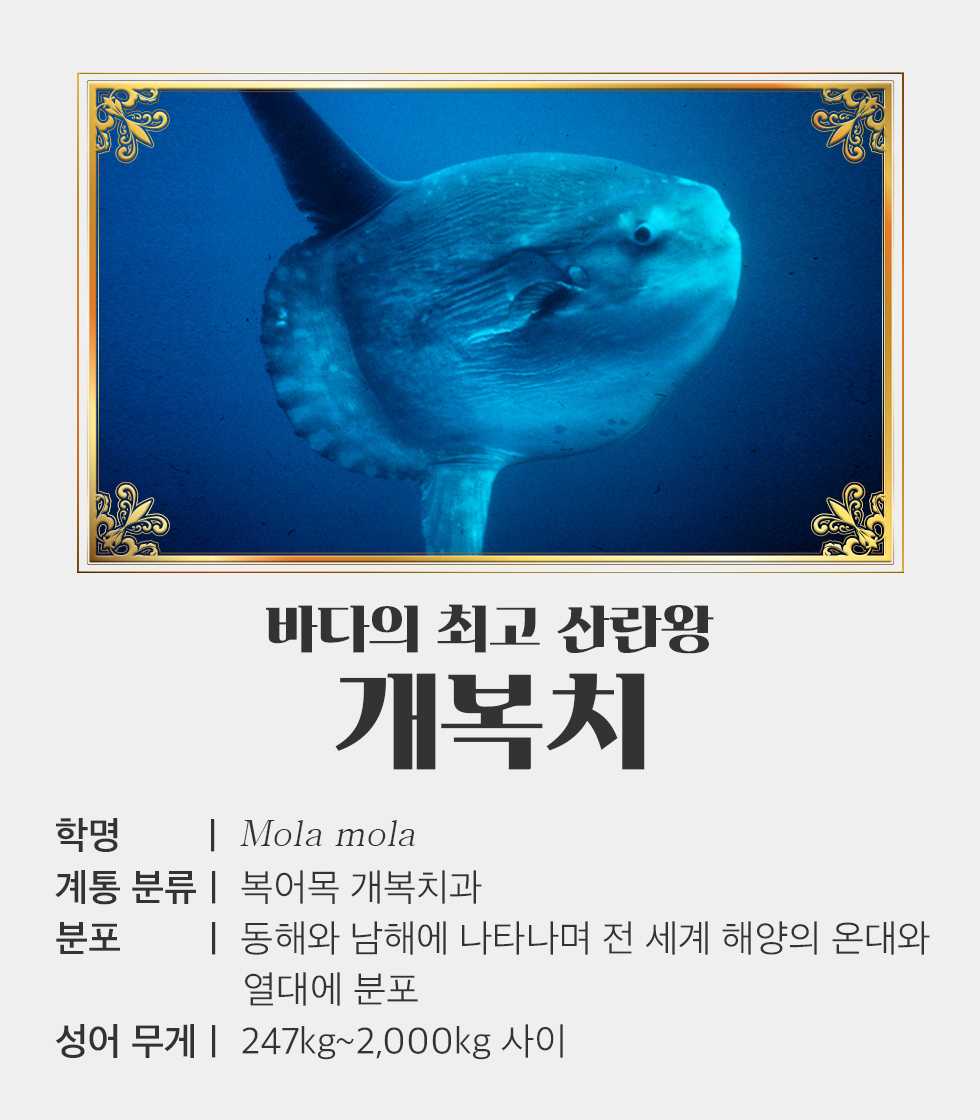 바다의 최고 산란왕
개복치
학명 | Mola mola
계통 분류 | 복어목 개복치과
분포 | 동해와 남해에 나타나며 전 세계 해양의 온대와
열대에 분포
성어 무게 | 247kg~2,000kg 사이